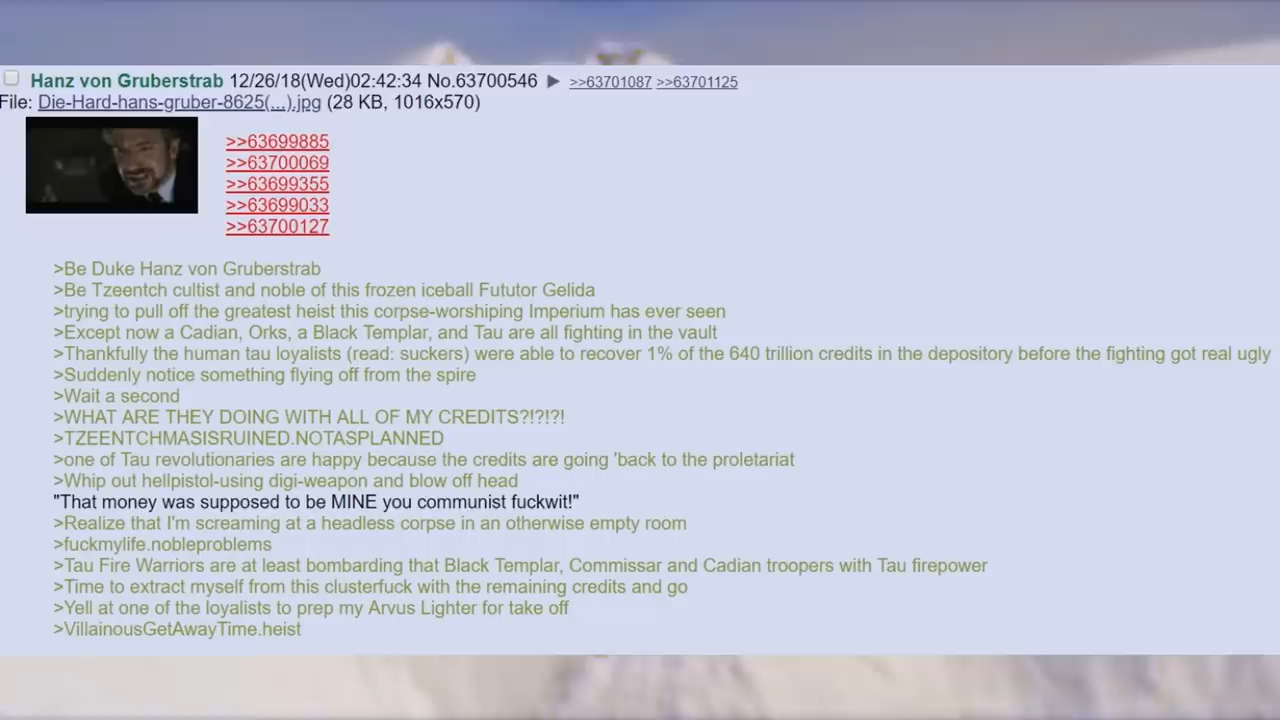 Hanz von Gruberstrab 12/26/18(Wed)02:42:34 No.63700546 ▶ >>63701087 >>63701125
File: Die-Hard-hans-gruber-8625(...).jpg (28 KB, 1016x570)
>>63699885
>>63700069
>>63699355
>>63699033
>>63700127
>Be Duke Hanz von Gruberstrab
>Be Tzeentch cultist and noble of this frozen iceball Fututor Gelida
>trying to pull off the greatest heist this corpse-worshiping Imperium has ever seen
>Except now a Cadian, Orks, a Black Templar, and Tau are all fighting in the vault
>Thankfully the human tau loyalists (read: suckers) were able to recover 1% of the 640 trillion credits in the depository before the fighting got real ugly
>Suddenly notice something flying off from the spire
>Wait a second
>WHAT ARE THEY DOING WITH ALL OF MY CREDITS?!?!?!
>TZEENTCHMASISRUINED.NOTASPLANNED
>one of Tau revolutionaries are happy because the credits are going 'back to the proletariat
>Whip out hellpistol-using digi-weapon and blow off head
"That money was supposed to be MINE you communist fuckwit!"
>Realize that I'm screaming at a headless corpse in an otherwise empty room
>fuckmylife.nobleproblems
>Tau Fire Warriors are at least bombarding that Black Templar, Commissar and Cadian troopers with Tau firepower
>Time to extract myself from this clusterfuck with the remaining credits and go
>Yell at one of the loyalists to prep my Arvus Lighter for take off
>VillainousGetAwayTime.heist